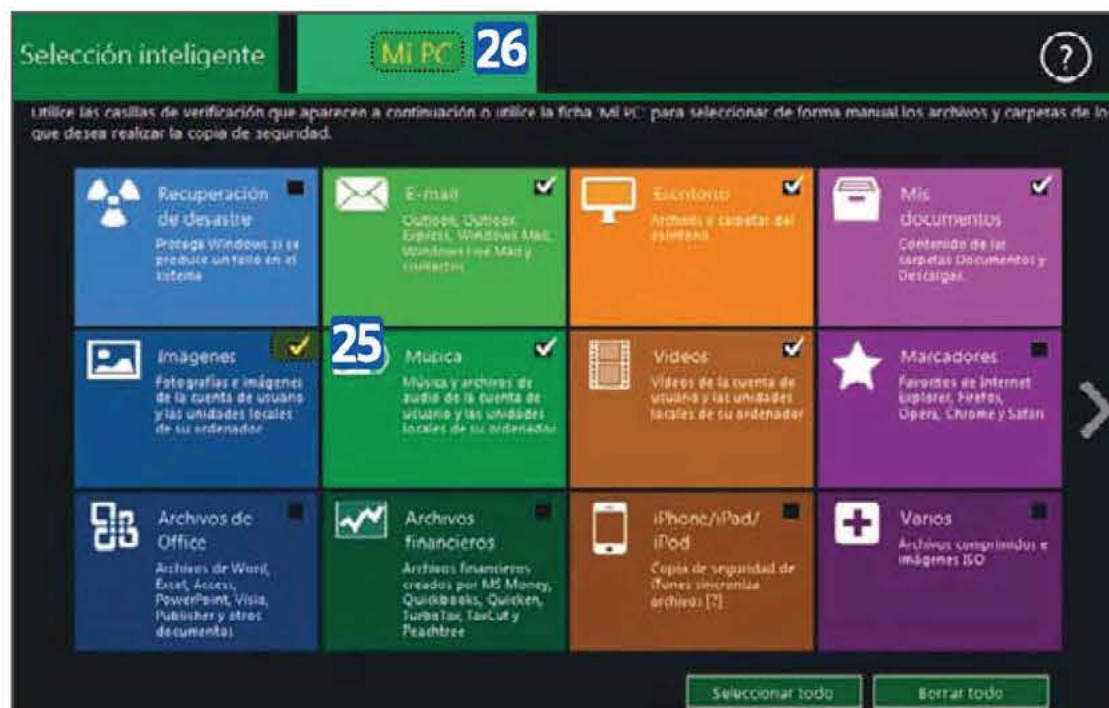 Selección inteligente
Mi PC
26
?
Utilice las casillas de verificación que aparecen a continuación o utilice la ficha 'Mi PC' para seleccionar de forma manual los archivos y carpetas de lo
que desea realizar la copia de seguridad.
Recuperación
de desastre
Proteja Windows si se
produce un fallo en el
sistema
E-mail
Outlook, Outlook
Express, Windows Mail,
Windows Live Mail y
contactos
Escritorio
Archivos o carpetas del
escritorio
Mis
documentos
Contenido de las
carpetas Documentos y
Descargas
Imágenes
Fotografías e imágenes
de la cuenta de usuario
y las unidades locales
de su ordenador
25
Música
Música y archivos de
audio de la cuenta de
usuario y las unidades
locales de su ordenador
Vídeos
Vídeos de la cuenta de
usuario y las unidades
locales de su ordenador
Marcadores
Favoritos de Internet
Explorer, Firefox,
Opera, Chrome y Safari
Archivos de
Office
Archivos de Word,
Excel, Access,
PowerPoint, Visio,
Publisher y otros
documentos
Archivos
financieros
Archivos financieros
creados por MS Money,
Quickbooks, Quicken,
TurboTax, TaxCut y
Peachtree
iPhone/iPad/
iPod
Copia de seguridad de
iTunes sincroniza
archivos [?]
Varios
Archivos comprimidos e
imágenes ISO
Seleccionar todo
Borrar todo